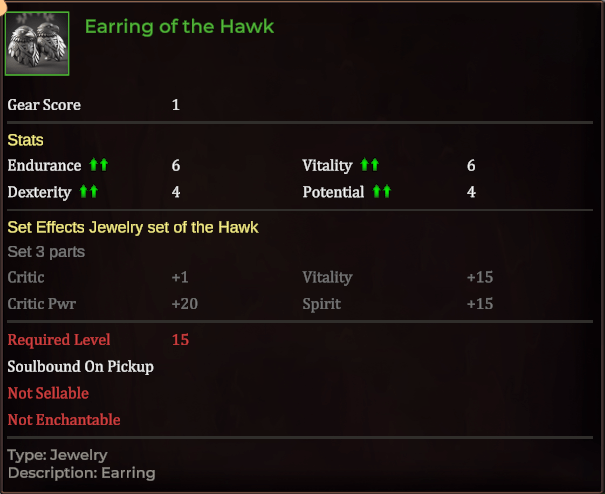 Earring of the Hawk
Gear Score 1
Stats
Endurance 6 Vitality 6
Dexterity 4 Potential 4
Set Effects Jewelry set of the Hawk
Set 3 parts
Critic +1 Vitality +15
Critic Pwr +20 Spirit +15
Required Level 15
Soulbound On Pickup
Not Sellable
Not Enchantable
Type: Jewelry
Description: Earring